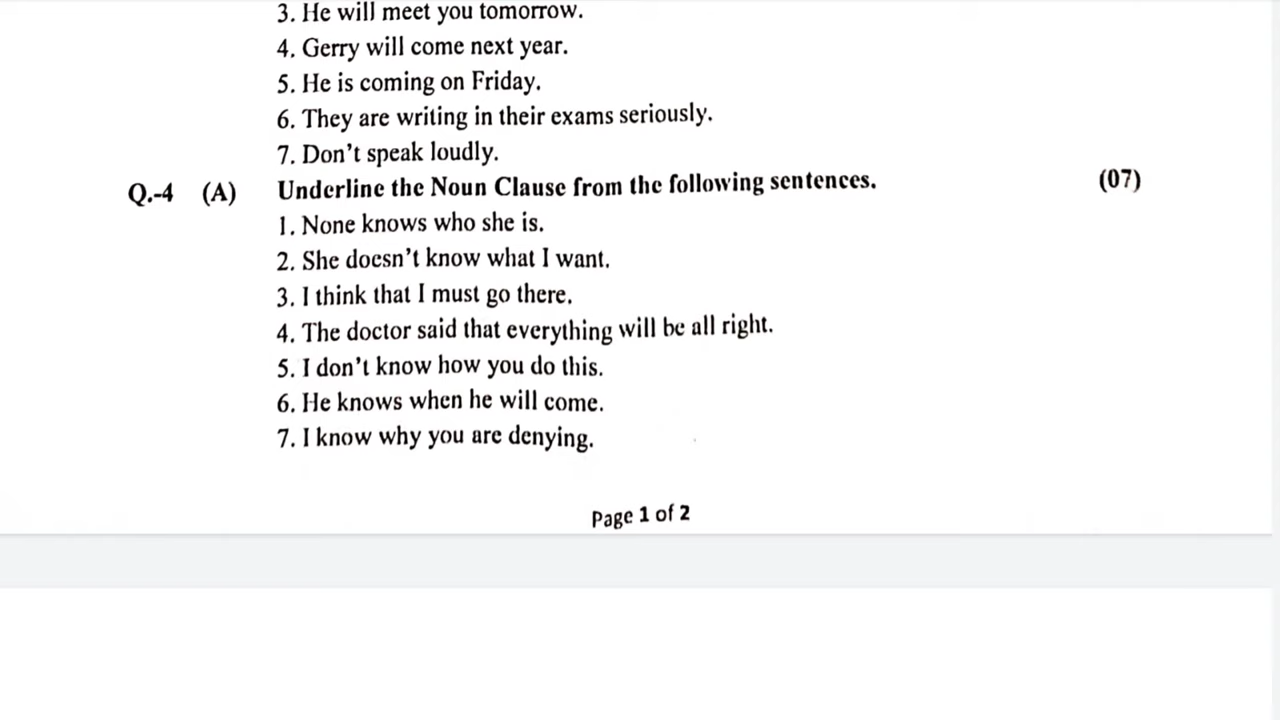 3. He will meet you tomorrow.
4. Gerry will come next year.
5. He is coming on Friday.
6. They are writing in their exams seriously.
7. Don't speak loudly.
Q.-4 (A) Underline the Noun Clause from the following sentences. (07)
1. None knows who she is.
2. She doesn't know what I want.
3. I think that I must go there.
4. The doctor said that everything will be all right.
5. I don't know how you do this.
6. He knows when he will come.
7. I know why you are denying.
Page 1 of 2